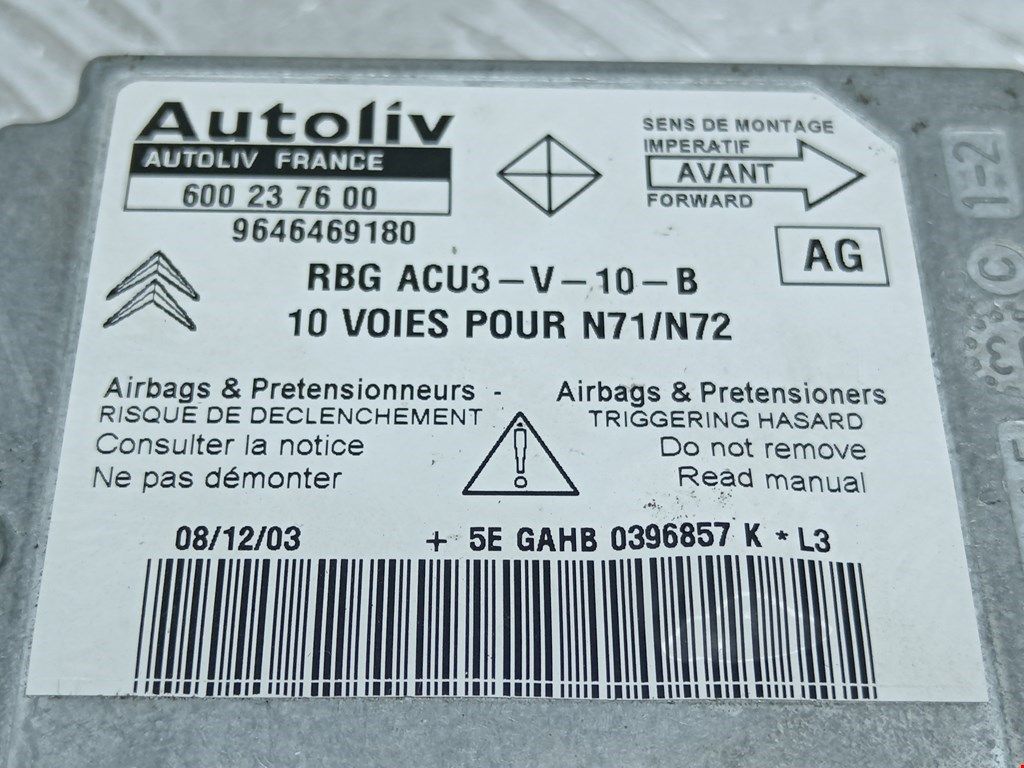 Autoliv
AUTOLIV FRANCE
600 23 76 00
9646469180
SENS DE MONTAGE
IMPERATIF
AVANT
FORWARD
AG
RBG ACU3-V-10-B
10 VOIES POUR N71/N72
Airbags & Pretensionneurs -
RISQUE DE DECLENCHEMENT
Consulter la notice
Ne pas démonter
Airbags & Pretensioners
TRIGGERING HASARD
Do not remove
Read manual
08/12/03 + 5E GAHB 0396857 K * L3
1-2
C